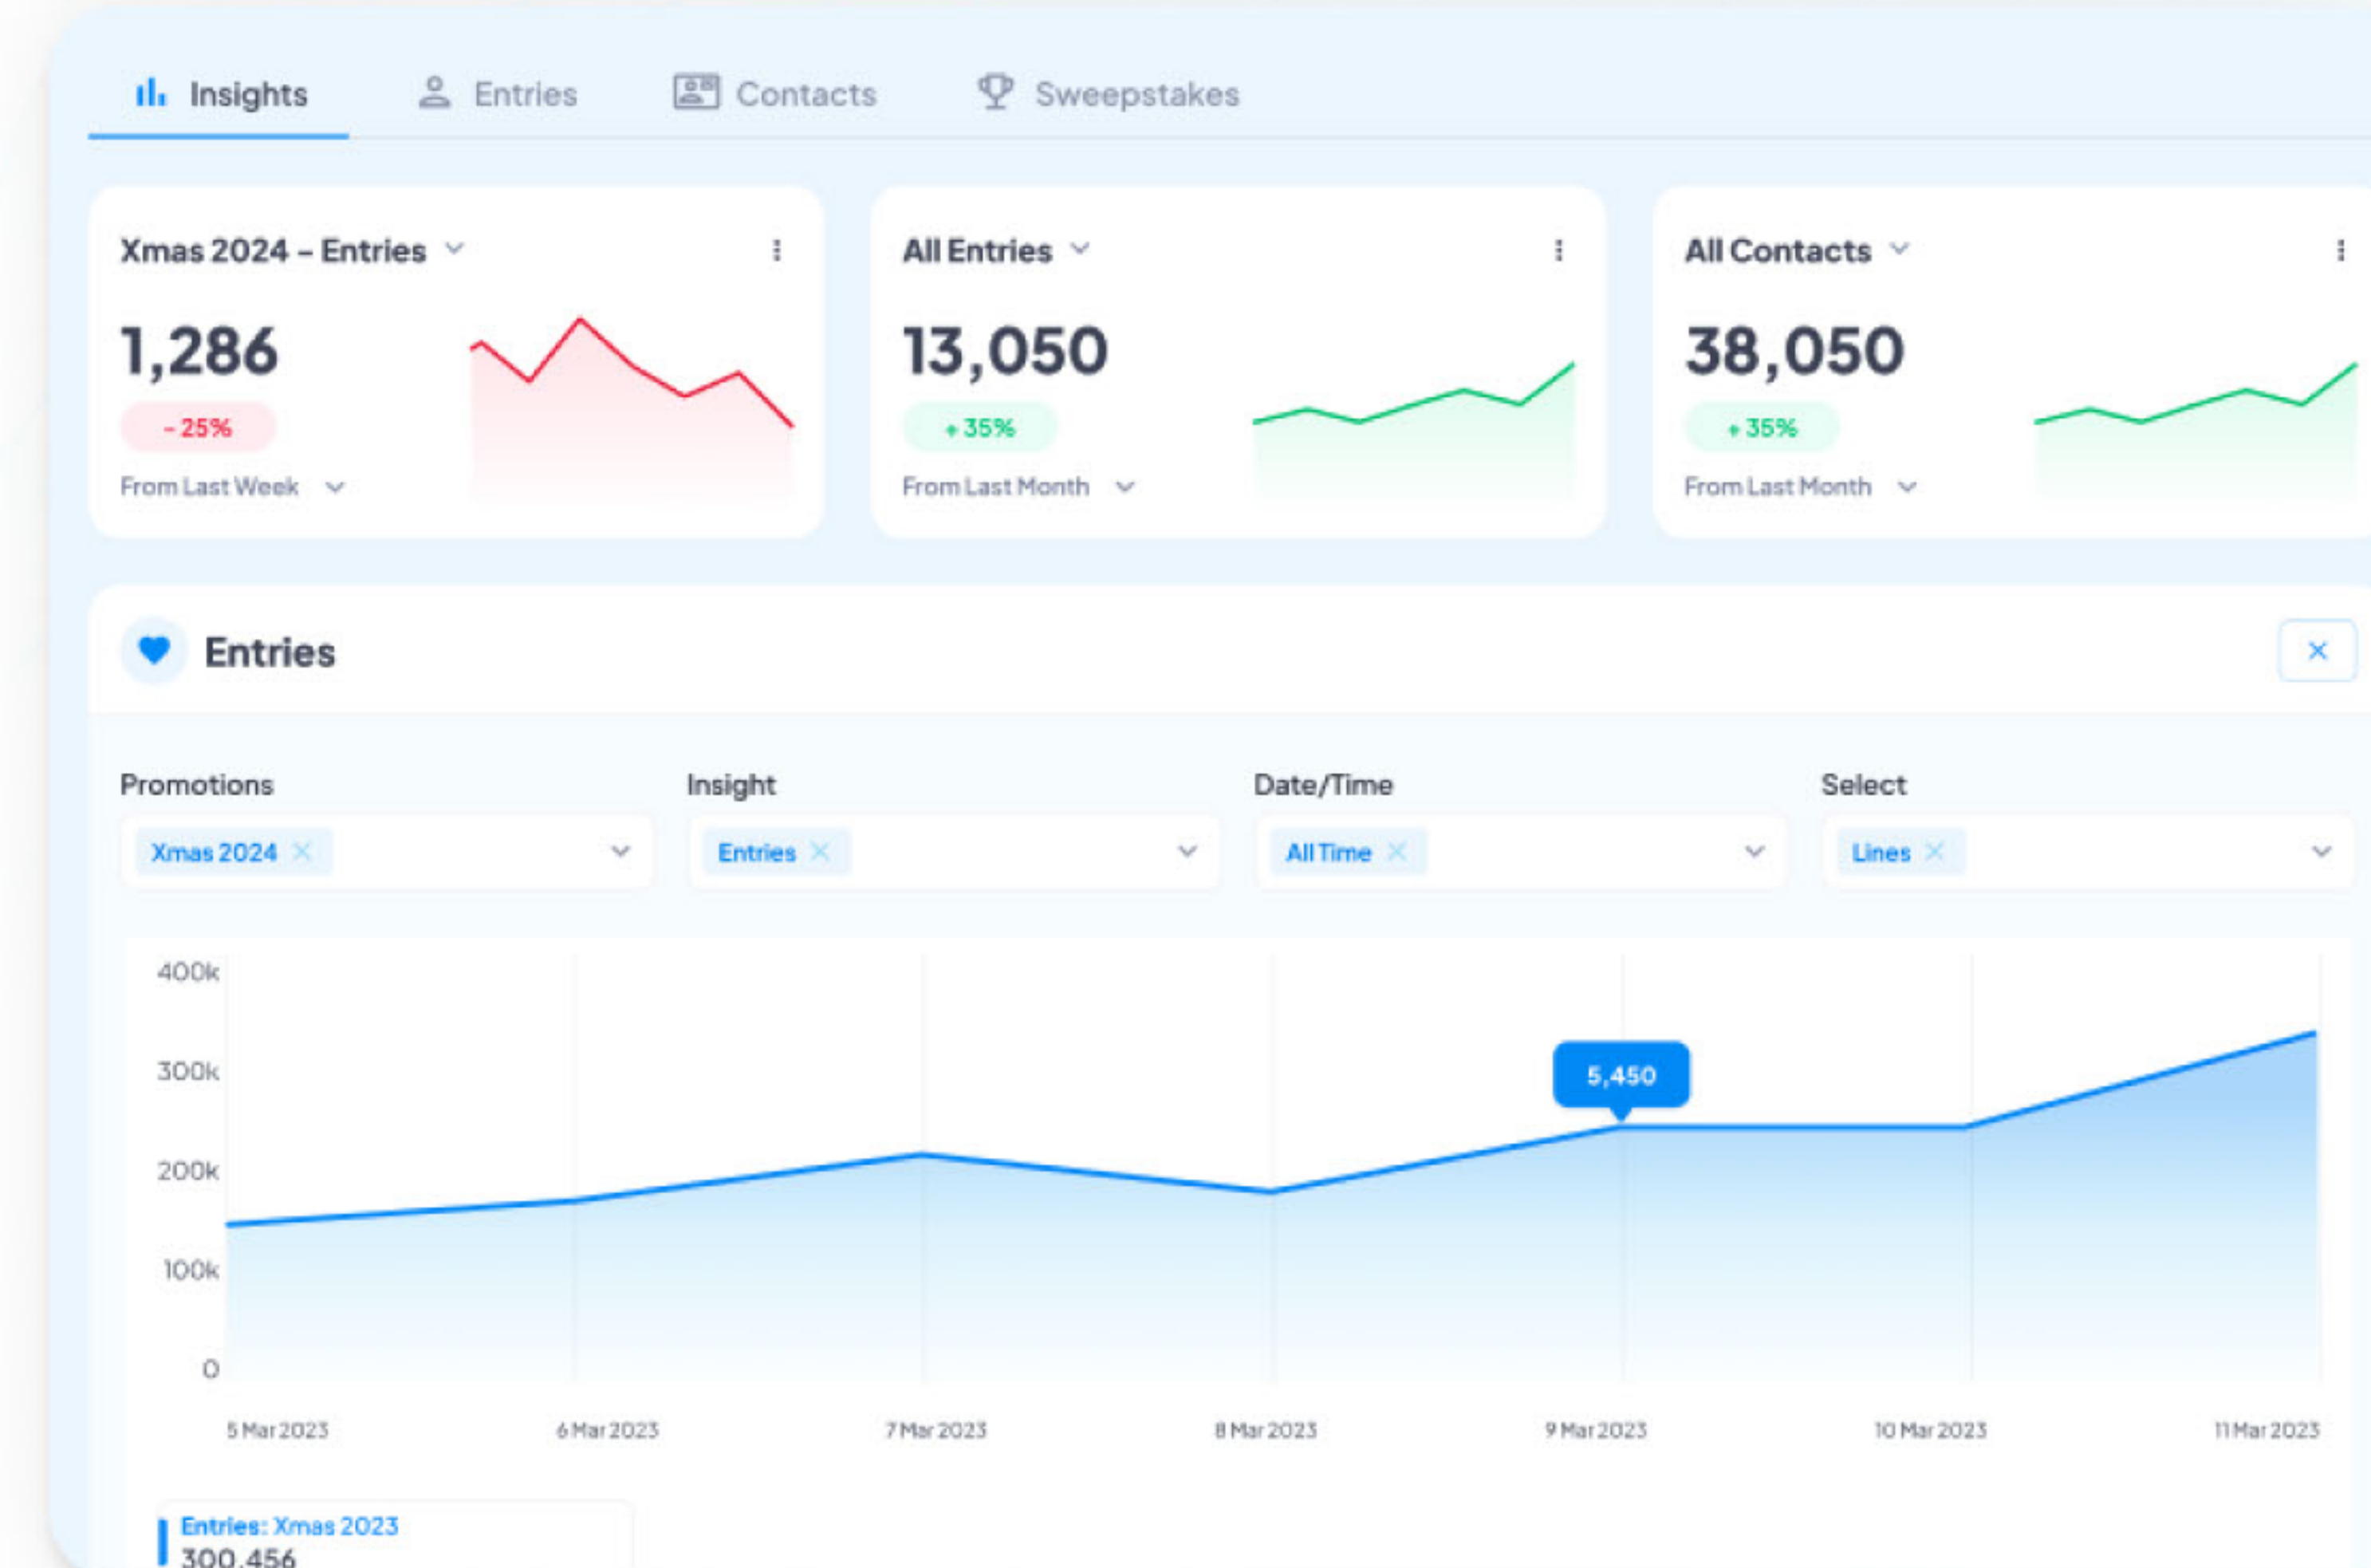 Insights Entries Contacts Sweepstakes
Xmas 2024 – Entries
1,286
- 25%
From Last Week
All Entries
13,050
+ 35%
From Last Month
All Contacts
38,050
+ 35%
From Last Month
Entries
Promotions Insight Date/Time Select
Xmas 2024 Entries All Time Lines
400k
300k
200k
100k
0
5,450
5 Mar 2023 6 Mar 2023 7 Mar 2023 8 Mar 2023 9 Mar 2023 10 Mar 2023 11 Mar 2023
Entries: Xmas 2023
300,456